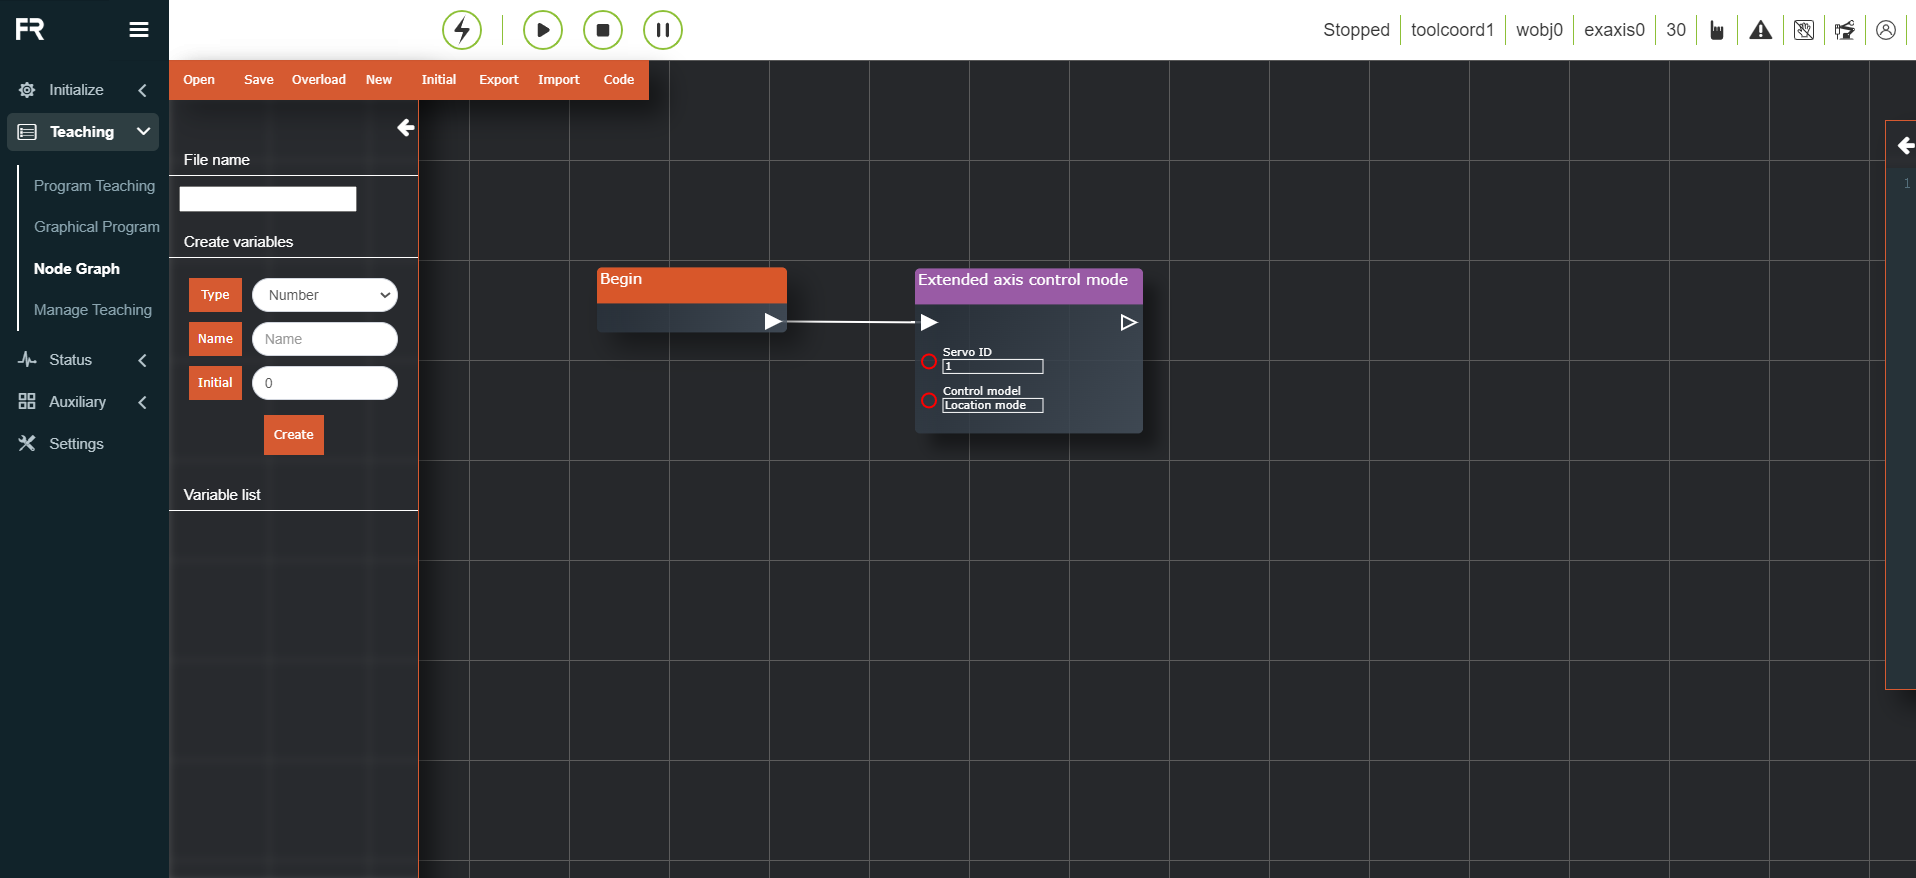 FR
Stopped
toolcoord1
wobj0
exaxis0
30
Open
Save
Overload
New
Initial
Export
Import
Code
Initialize
Teaching
Program Teaching
Graphical Program
Node Graph
Manage Teaching
Status
Auxiliary
Settings
File name
Create variables
Type
Number
Name
Name
Initial
0
Create
Variable list
Begin
Extended axis control mode
Servo ID
1
Control model
Location mode
1